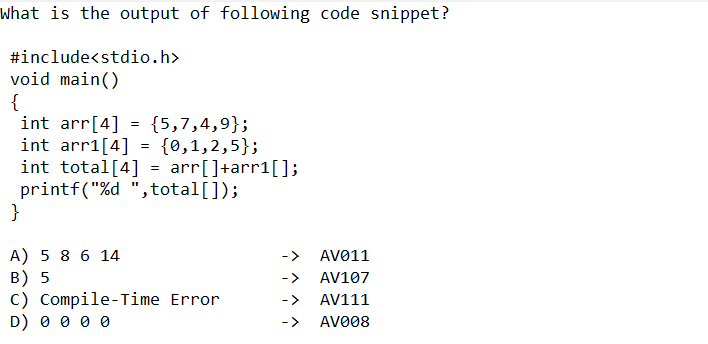 What is the output of following code snippet?
#include<stdio.h>
void main()
{
int arr[4] = {5,7,4,9};
int arr1[4] = {0,1,2,5};
int total[4] = arr[]+arr1[];
printf("%d ",total[]);
}
A) 5 8 6 14 -> AV011
B) 5 -> AV107
C) Compile-Time Error -> AV111
D) 0 0 0 0 -> AV008